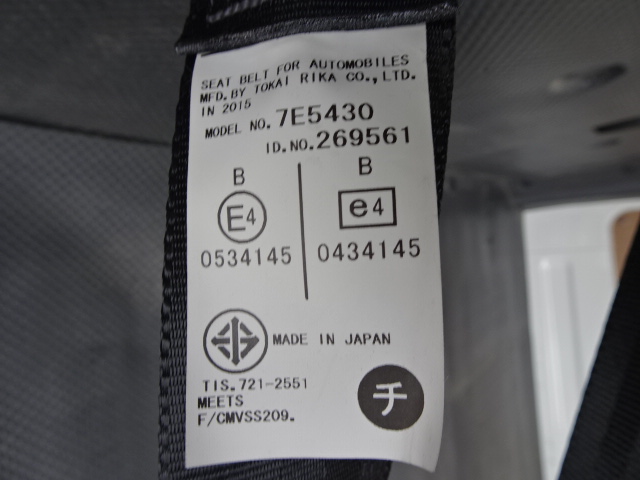 SEAT BELT FOR AUTOMOBILES
MFD. BY TOKAI RIKA CO., LTD.
IN 2015
MODEL NO. 7E5430
ID. NO. 269561
B
E4
0534145
B
e4
0434145
MADE IN JAPAN
TIS. 721-2551
MEETS
F/CMVSS209.
チ